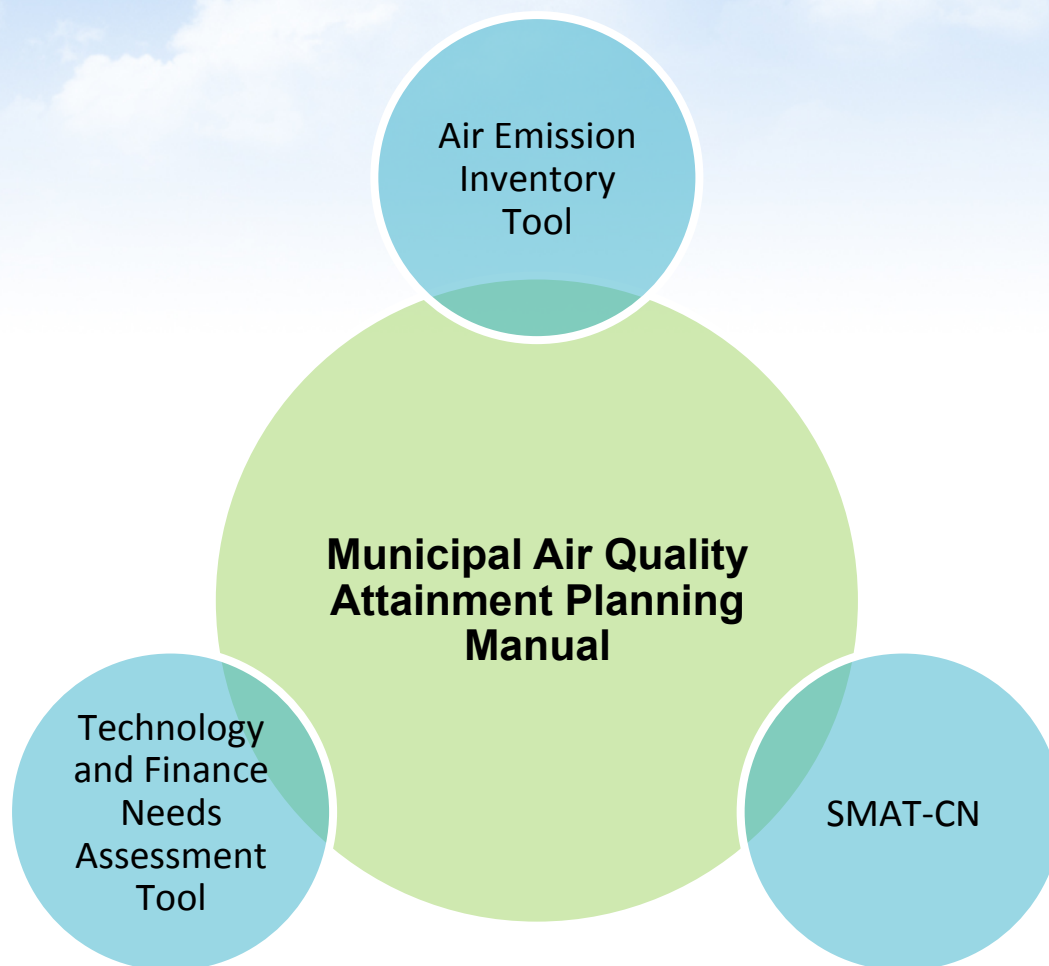 Air Emission
Inventory
Tool
Municipal Air Quality
Attainment Planning
Manual
Technology
and Finance
Needs
Assessment
Tool
SMAT-CN